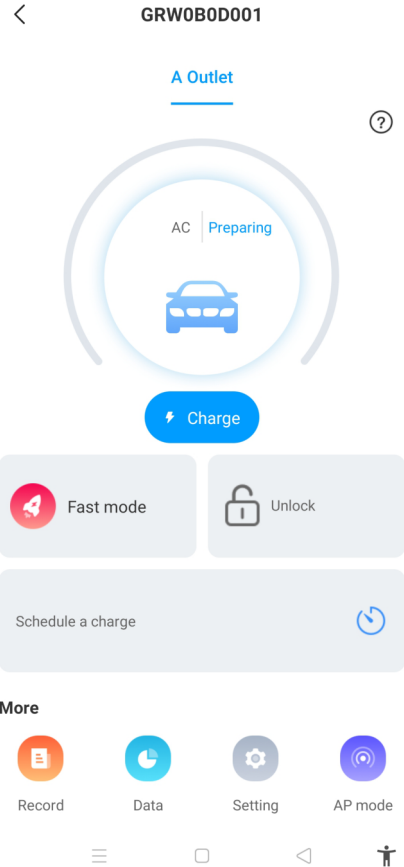 GRW0B0D001
A Outlet
?
AC Preparing
Charge
Fast mode
Unlock
Schedule a charge
More
Record Data Setting AP mode